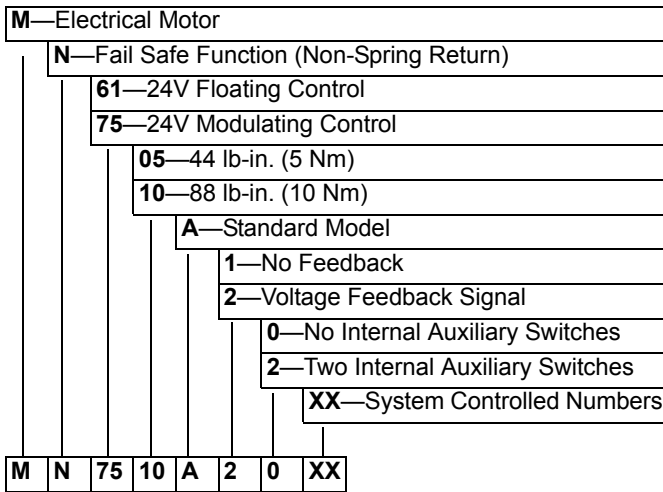 M—Electrical Motor
N—Fail Safe Function (Non-Spring Return)
61—24V Floating Control
75—24V Modulating Control
05—44 lb-in. (5 Nm)
10—88 lb-in. (10 Nm)
A—Standard Model
1—No Feedback
2—Voltage Feedback Signal
0—No Internal Auxiliary Switches
2—Two Internal Auxiliary Switches
XX—System Controlled Numbers
M N 75 10 A 2 0 XX